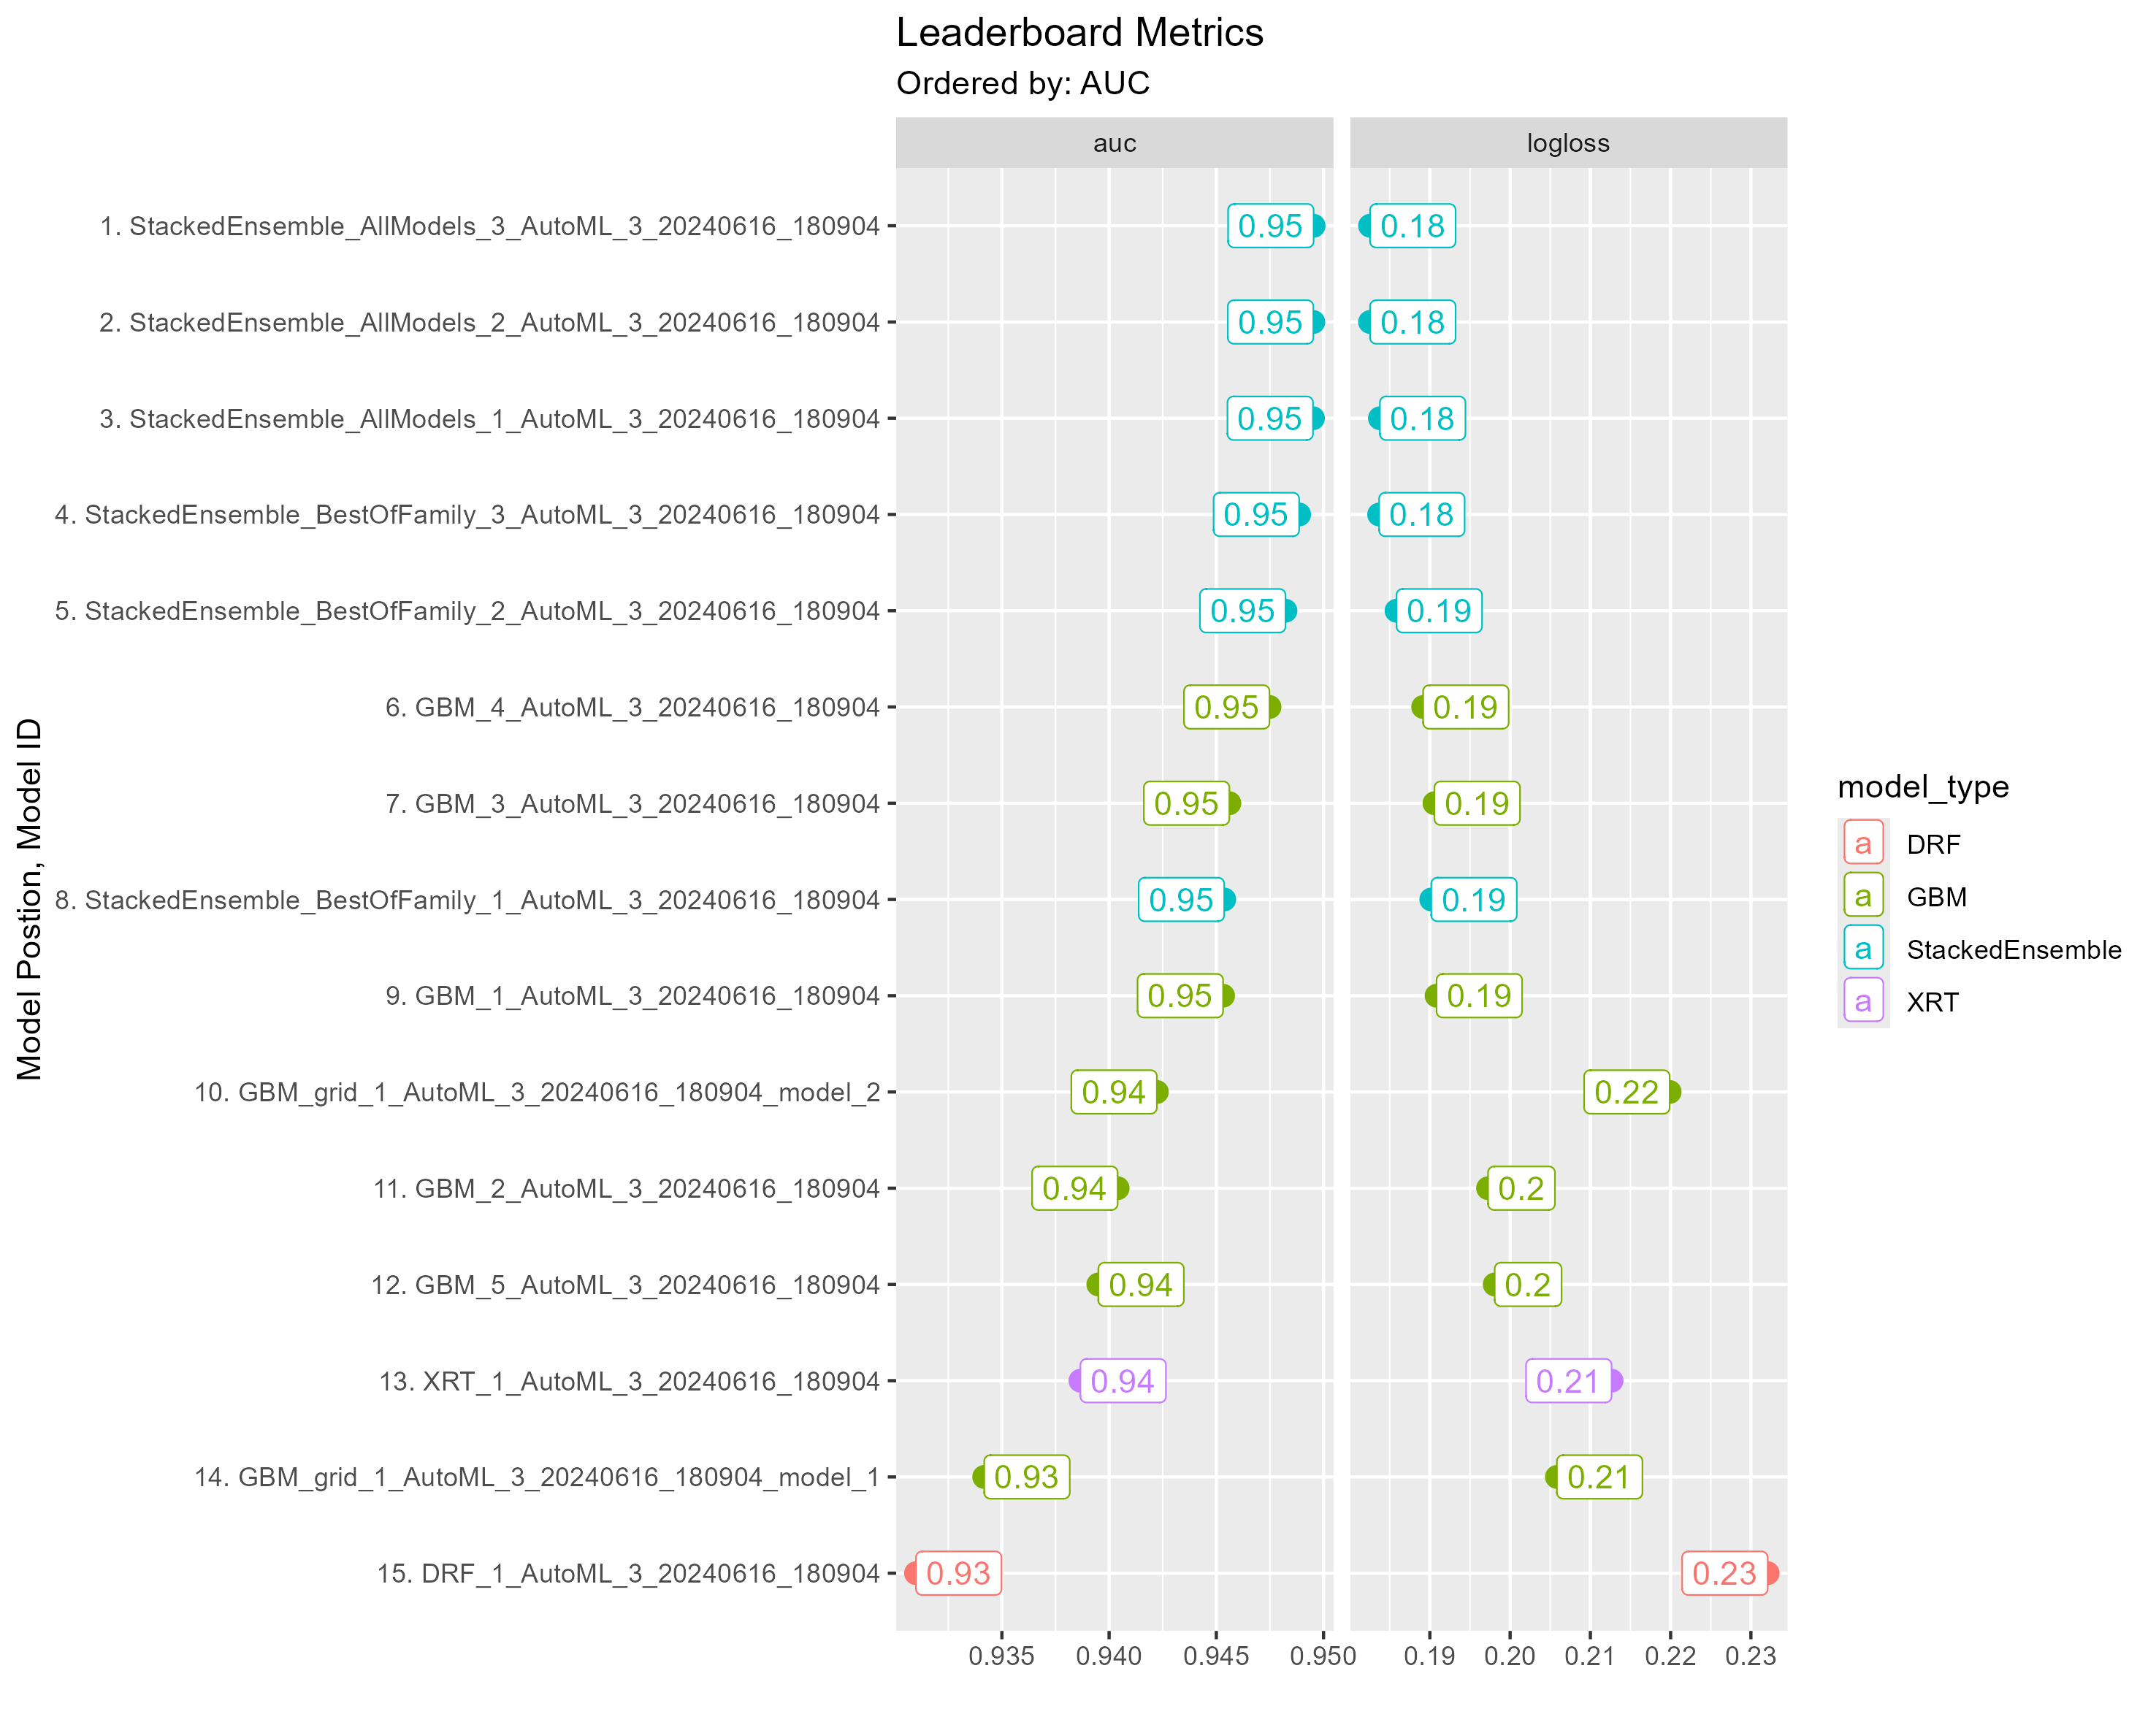 Leaderboard Metrics
Ordered by: AUC
auc logloss
1. StackedEnsemble_AllModels_3_AutoML_3_20240616_180904 0.95 0.18
2. StackedEnsemble_AllModels_2_AutoML_3_20240616_180904 0.95 0.18
3. StackedEnsemble_AllModels_1_AutoML_3_20240616_180904 0.95 0.18
4. StackedEnsemble_BestOfFamily_3_AutoML_3_20240616_180904 0.95 0.18
5. StackedEnsemble_BestOfFamily_2_AutoML_3_20240616_180904 0.95 0.19
6. GBM_4_AutoML_3_20240616_180904 0.95 0.19
7. GBM_3_AutoML_3_20240616_180904 0.95 0.19
8. StackedEnsemble_BestOfFamily_1_AutoML_3_20240616_180904 0.95 0.19
9. GBM_1_AutoML_3_20240616_180904 0.95 0.19
10. GBM_grid_1_AutoML_3_20240616_180904_model_2 0.94 0.22
11. GBM_2_AutoML_3_20240616_180904 0.94 0.2
12. GBM_5_AutoML_3_20240616_180904 0.94 0.2
13. XRT_1_AutoML_3_20240616_180904 0.94 0.21
14. GBM_grid_1_AutoML_3_20240616_180904_model_1 0.93 0.21
15. DRF_1_AutoML_3_20240616_180904 0.93 0.23
0.935 0.940 0.945 0.950 0.19 0.20 0.21 0.22 0.23
Model Postion, Model ID
model_type
a DRF
a GBM
a StackedEnsemble
a XRT